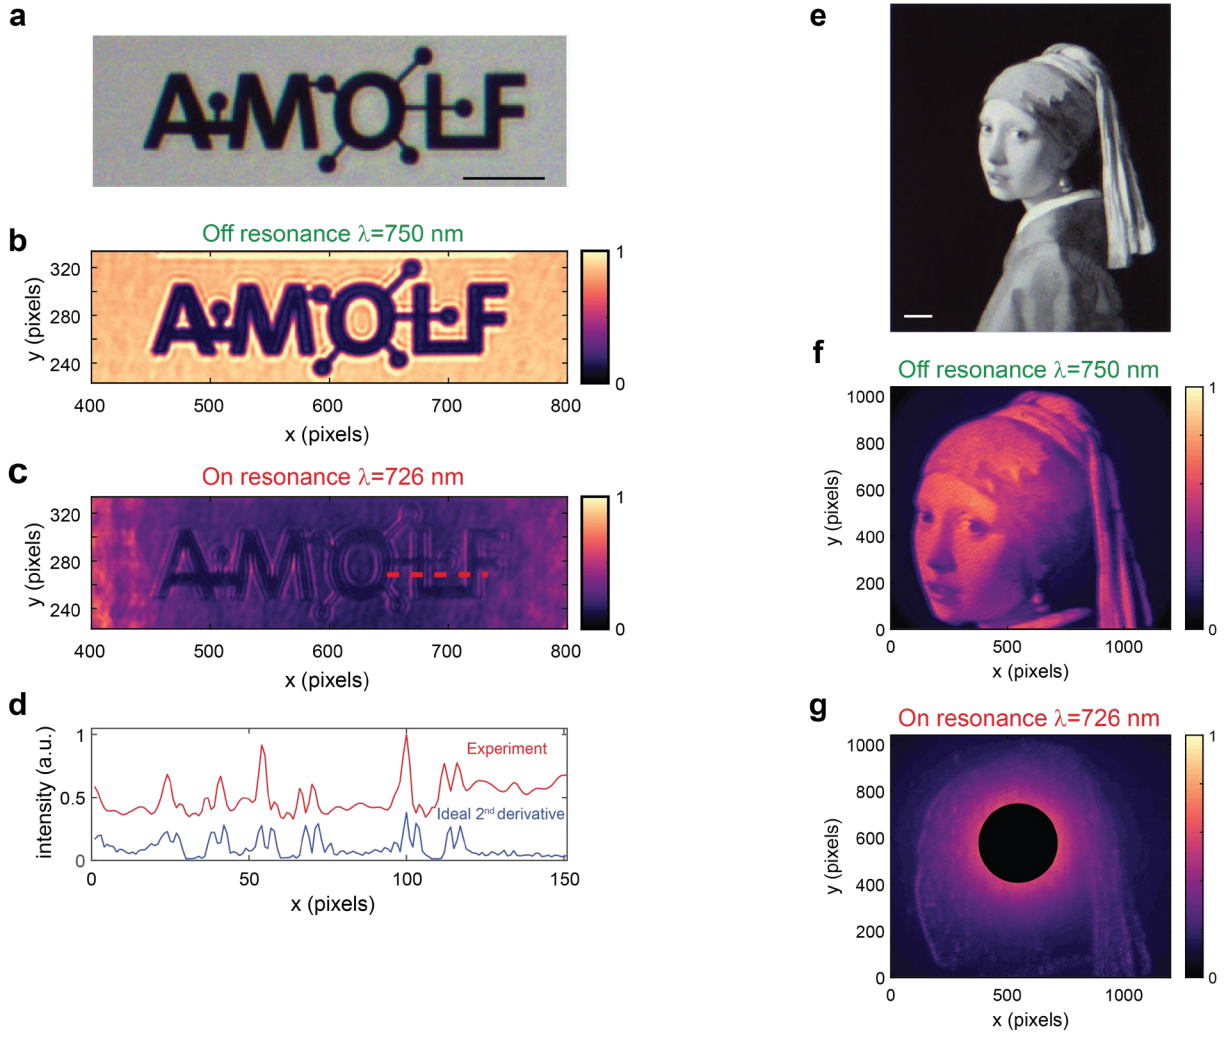 a
AMOLF
b
Off resonance λ=750 nm
y (pixels)
320
280
240
400 500 600 700 800
x (pixels)
1
0
c
On resonance λ=726 nm
y (pixels)
320
280
240
AMOLF
400 500 600 700 800
x (pixels)
1
0
d
intensity (a.u.)
1
0.5
0
Experiment
Ideal 2nd derivative
0 50 100 150
x (pixels)
e
f
Off resonance λ=750 nm
y (pixels)
1000
800
600
400
200
0
0 500 1000
x (pixels)
1
0
g
On resonance λ=726 nm
y (pixels)
1000
800
600
400
200
0
0 500 1000
x (pixels)
1
0
AMOLF